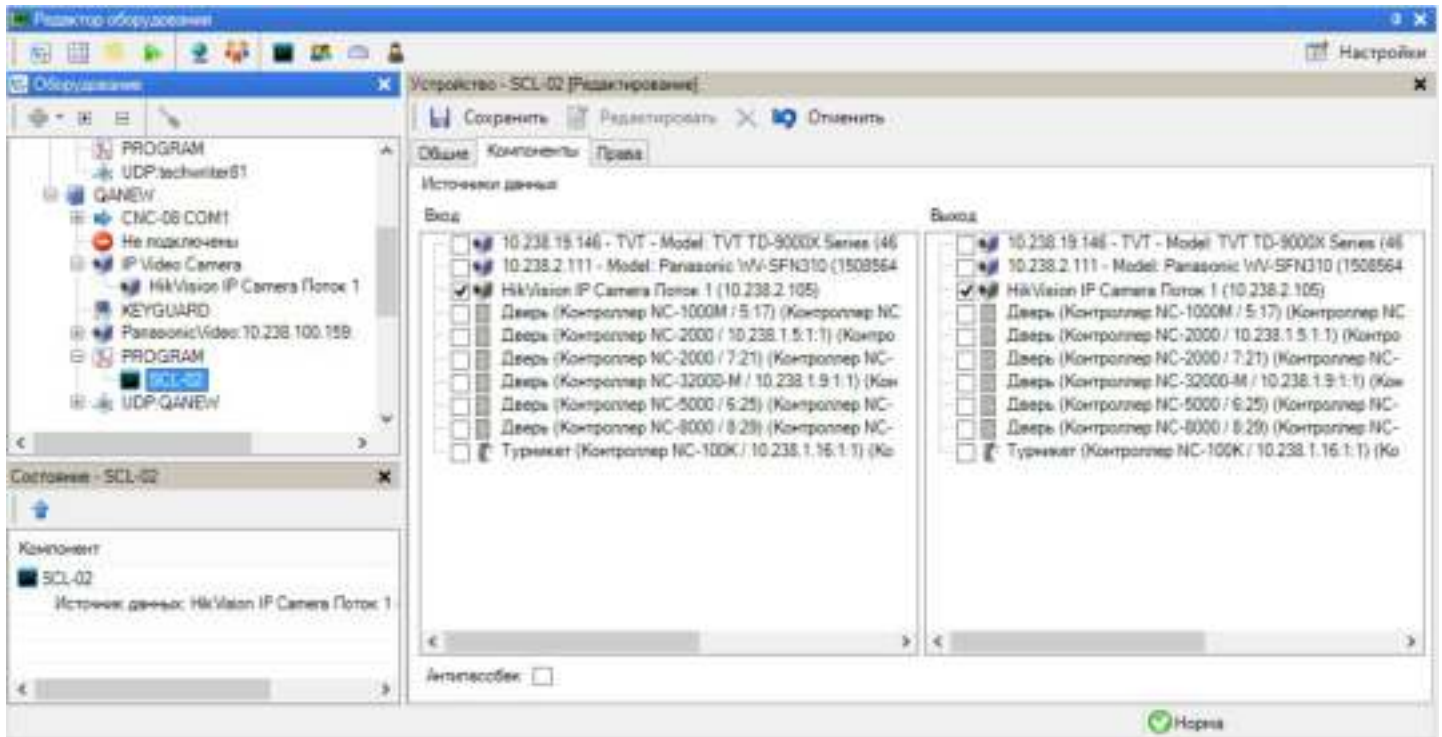 Редактор оборудования
Настройки
Оборудование
PROGRAM
UDP:techwriter81
QANEW
CNC-08:COM1
Не подключены
IP Video Camera
HikVision IP Camera Поток 1
KEYGUARD
PanasonicVideo:10.238.100.159:
PROGRAM
SCL-02
UDP:QANEW
Состояние - SCL-02
Компонент
SCL-02
Источник данных: HikVision IP Camera Поток 1
Устройство - SCL-02 [Редактирование]
Сохранить Редактировать Отменить
Общие Компоненты Права
Источники данных
Вход
10.238.19.146 - TVT - Model: TVT TD-9000X Series (46
10.238.2.111 - Model: Panasonic WV-SFN310 (1508564
HikVision IP Camera Поток 1 (10.238.2.105)
Дверь (Контроллер NC-1000M / 5:17) (Контроллер NC
Дверь (Контроллер NC-2000 / 10.238.1.5:1:1) (Контро
Дверь (Контроллер NC-2000 / 7:21) (Контроллер NC-
Дверь (Контроллер NC-32000-M / 10.238.1.9:1:1) (Кон
Дверь (Контроллер NC-5000 / 6:25) (Контроллер NC-
Дверь (Контроллер NC-8000 / 8:29) (Контроллер NC-
Турникет (Контроллер NC-100K / 10.238.1.16:1:1) (Ко
Выход
10.238.19.146 - TVT - Model: TVT TD-9000X Series (46
10.238.2.111 - Model: Panasonic WV-SFN310 (1508564
HikVision IP Camera Поток 1 (10.238.2.105)
Дверь (Контроллер NC-1000M / 5:17) (Контроллер NC
Дверь (Контроллер NC-2000 / 10.238.1.5:1:1) (Контро
Дверь (Контроллер NC-2000 / 7:21) (Контроллер NC-
Дверь (Контроллер NC-32000-M / 10.238.1.9:1:1) (Кон
Дверь (Контроллер NC-5000 / 6:25) (Контроллер NC-
Дверь (Контроллер NC-8000 / 8:29) (Контроллер NC-
Турникет (Контроллер NC-100K / 10.238.1.16:1:1) (Ко
Антипассбек
Норма